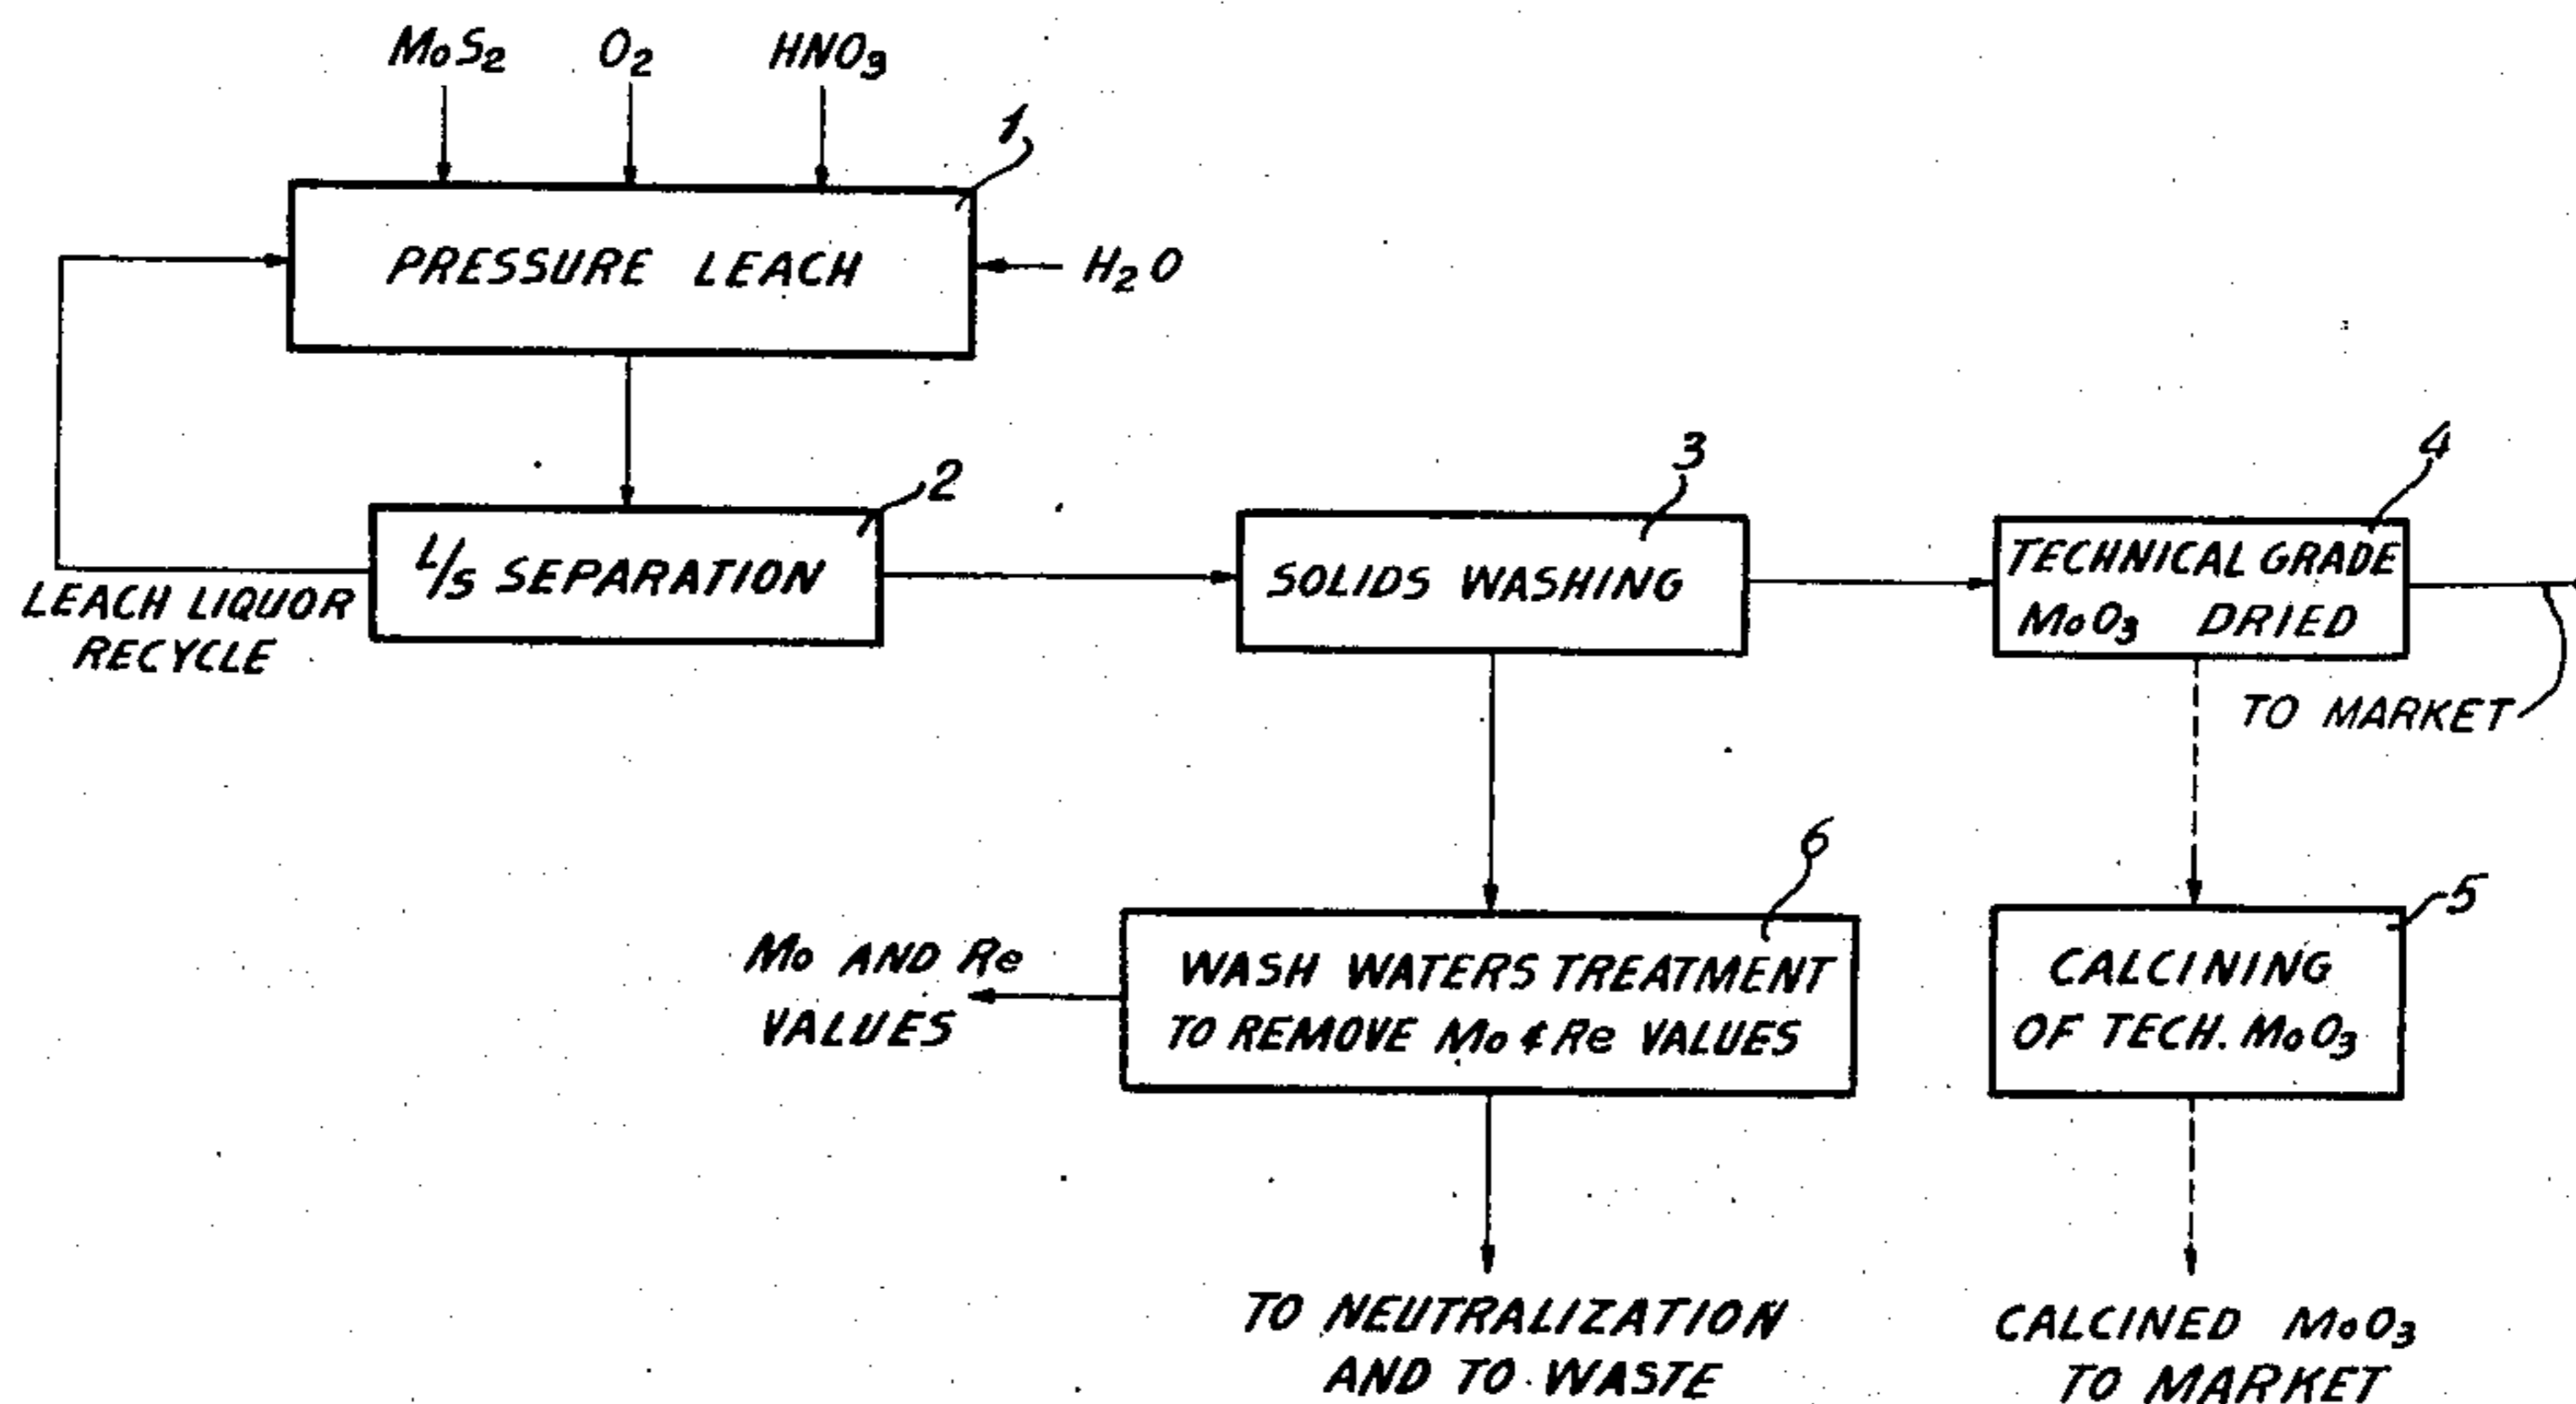 MoS2 O2 HNO3
1
PRESSURE LEACH
H2O
2
L/S SEPARATION
LEACH LIQUOR
RECYCLE
3
SOLIDS WASHING
4
TECHNICAL GRADE
MoO3 DRIED
TO MARKET
6
WASH WATERS TREATMENT
TO REMOVE Mo & Re VALUES
Mo AND Re
VALUES
5
CALCINING
OF TECH. MoO3
TO NEUTRALIZATION
AND TO WASTE
CALCINED MoO3
TO MARKET